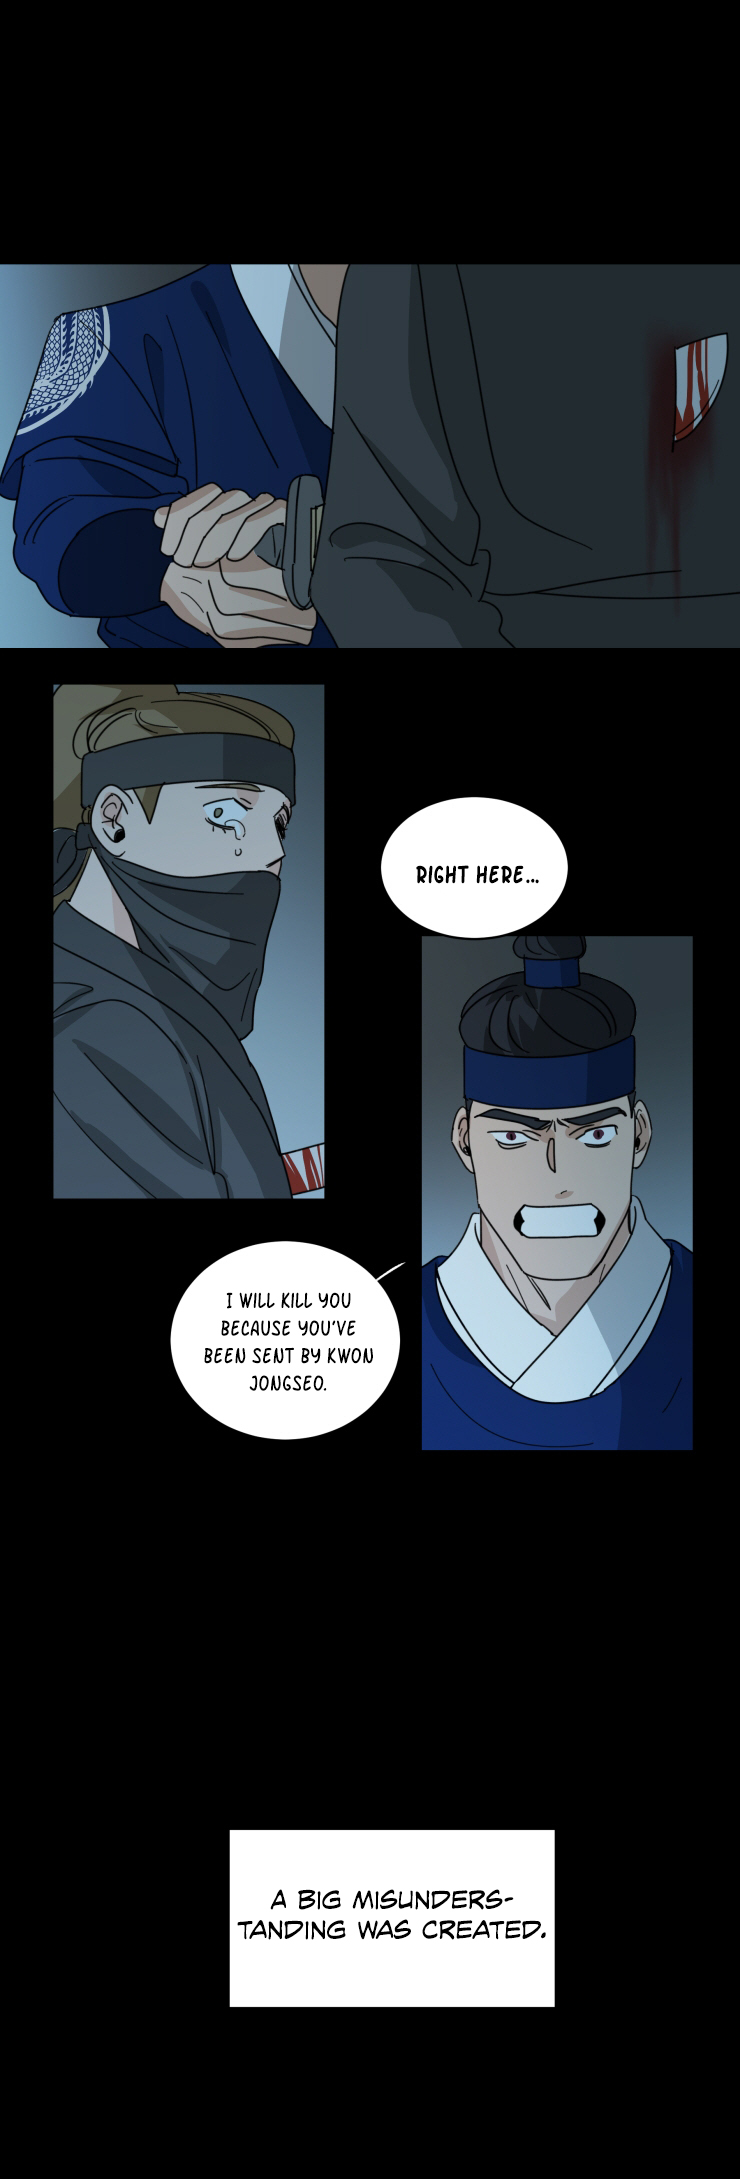 RIGHT HERE...
I WILL KILL YOU
BECAUSE YOU'VE
BEEN SENT BY KWON
JONGSEO.
A BIG MISUNDERS-
TANDING WAS CREATED.